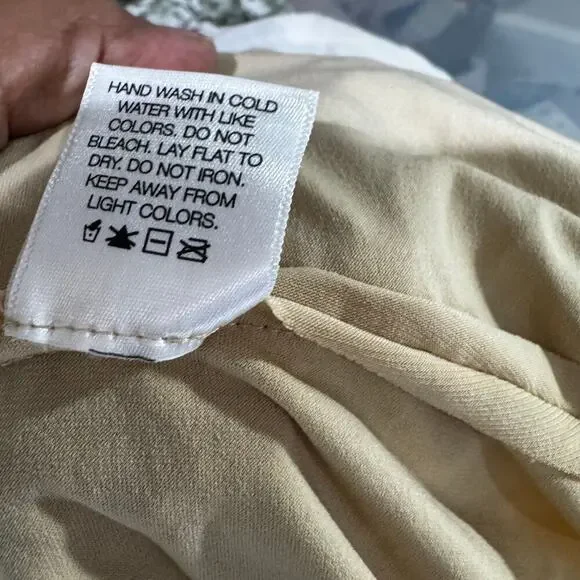 HAND WASH IN COLD
WATER WITH LIKE
COLORS. DO NOT
BLEACH. LAY FLAT TO
DRY. DO NOT IRON.
KEEP AWAY FROM
LIGHT COLORS.